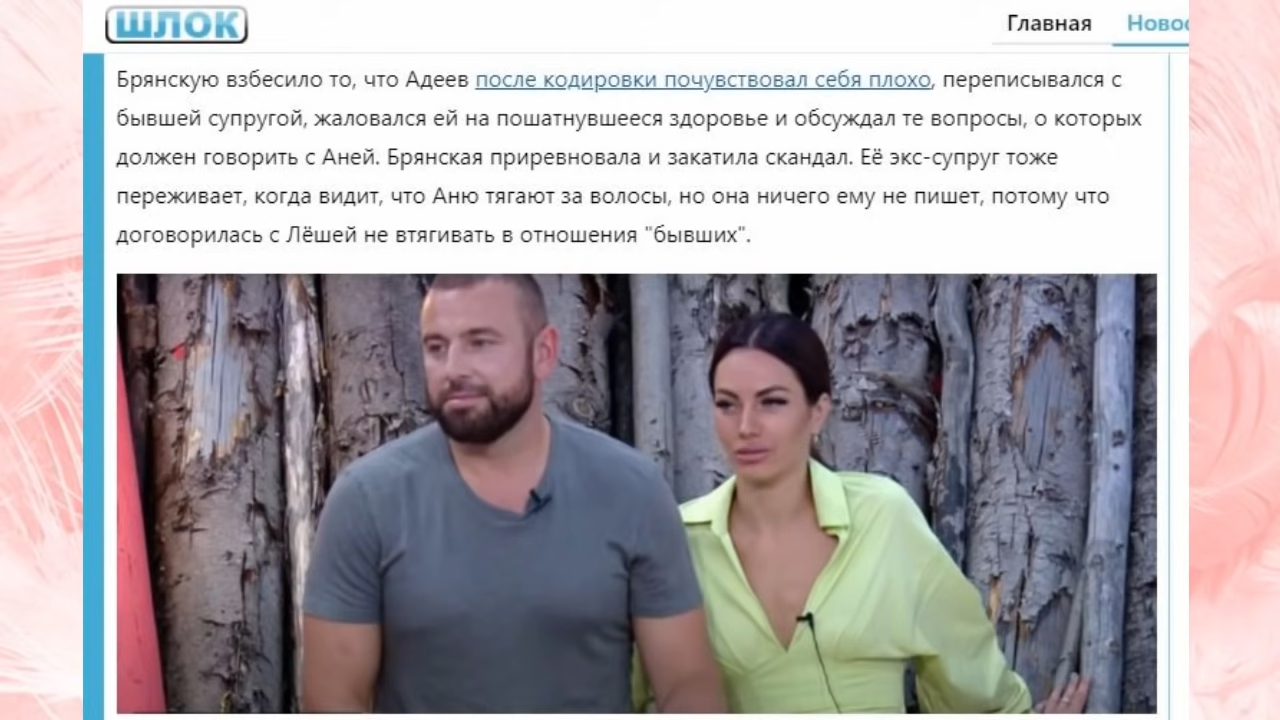 ШЛОК
Главная
Новос
Брянскую взбесило то, что Адеев после кодировки почувствовал себя плохо, переписывался с
бывшей супругой, жаловался ей на пошатнувшееся здоровье и обсуждал те вопросы, о которых
должен говорить с Аней. Брянская приревновала и закатила скандал. Её экс-супруг тоже
переживает, когда видит, что Аню тягают за волосы, но она ничего ему не пишет, потому что
договорилась с Лёшей не втягивать в отношения "бывших".